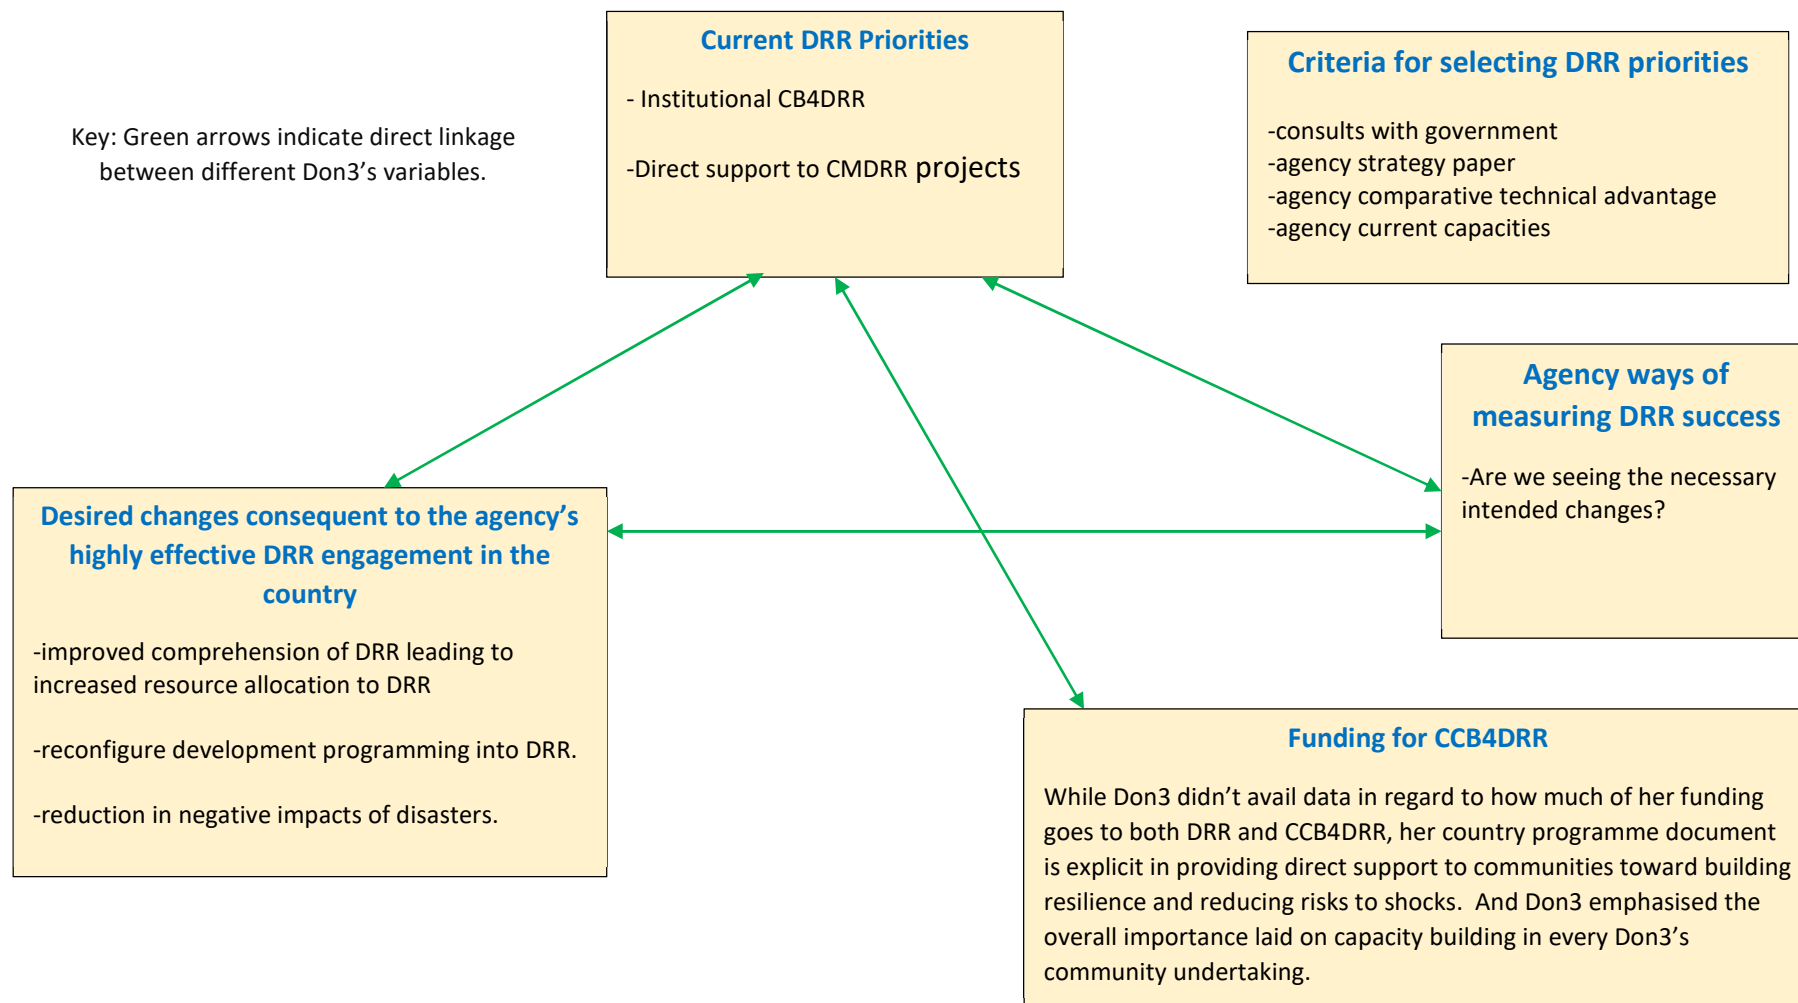 Current DRR Priorities
- Institutional CB4DRR
-Direct support to CMDRR projects
Criteria for selecting DRR priorities
-consults with government
-agency strategy paper
-agency comparative technical advantage
-agency current capacities
Key: Green arrows indicate direct linkage
between different Don3’s variables.
Agency ways of
measuring DRR success
-Are we seeing the necessary
intended changes?
Desired changes consequent to the agency’s
highly effective DRR engagement in the
country
-improved comprehension of DRR leading to
increased resource allocation to DRR
-reconfigure development programming into DRR.
-reduction in negative impacts of disasters.
Funding for CCB4DRR
While Don3 didn’t avail data in regard to how much of her funding
goes to both DRR and CCB4DRR, her country programme document
is explicit in providing direct support to communities toward building
resilience and reducing risks to shocks.  And Don3 emphasised the
overall importance laid on capacity building in every Don3’s
community undertaking.